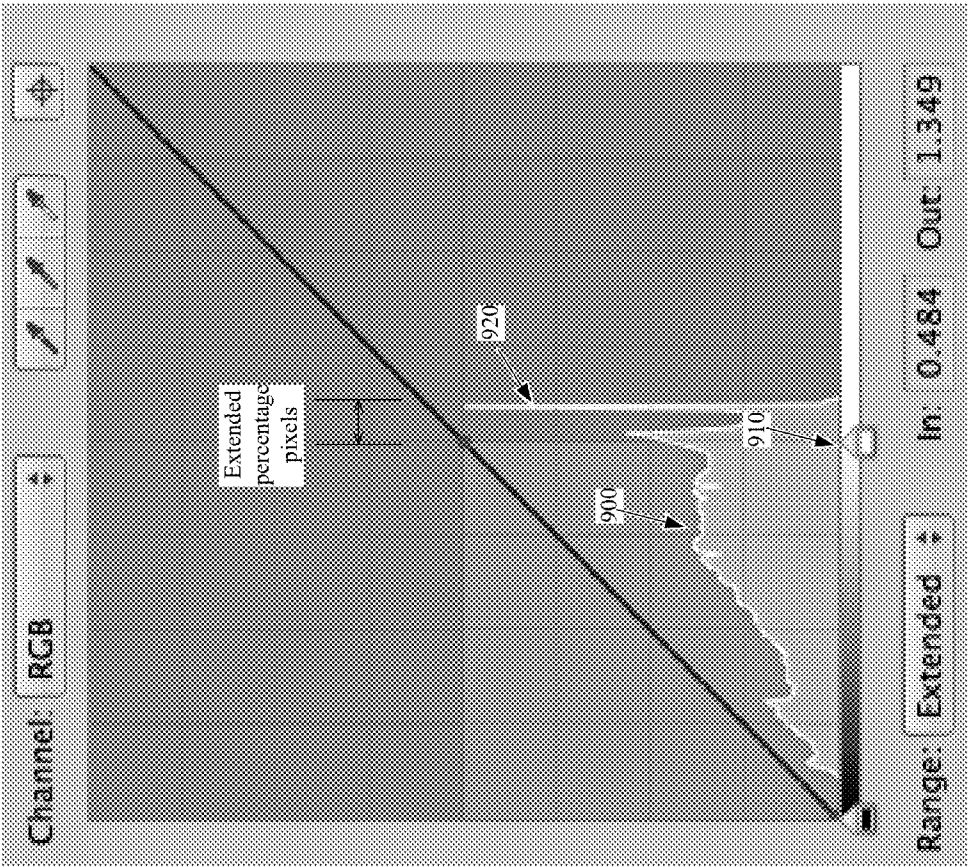 Channel: RGB
Extended
percentage
pixels
920
900
910
In 0.484 Out: 1.349
Range: Extended